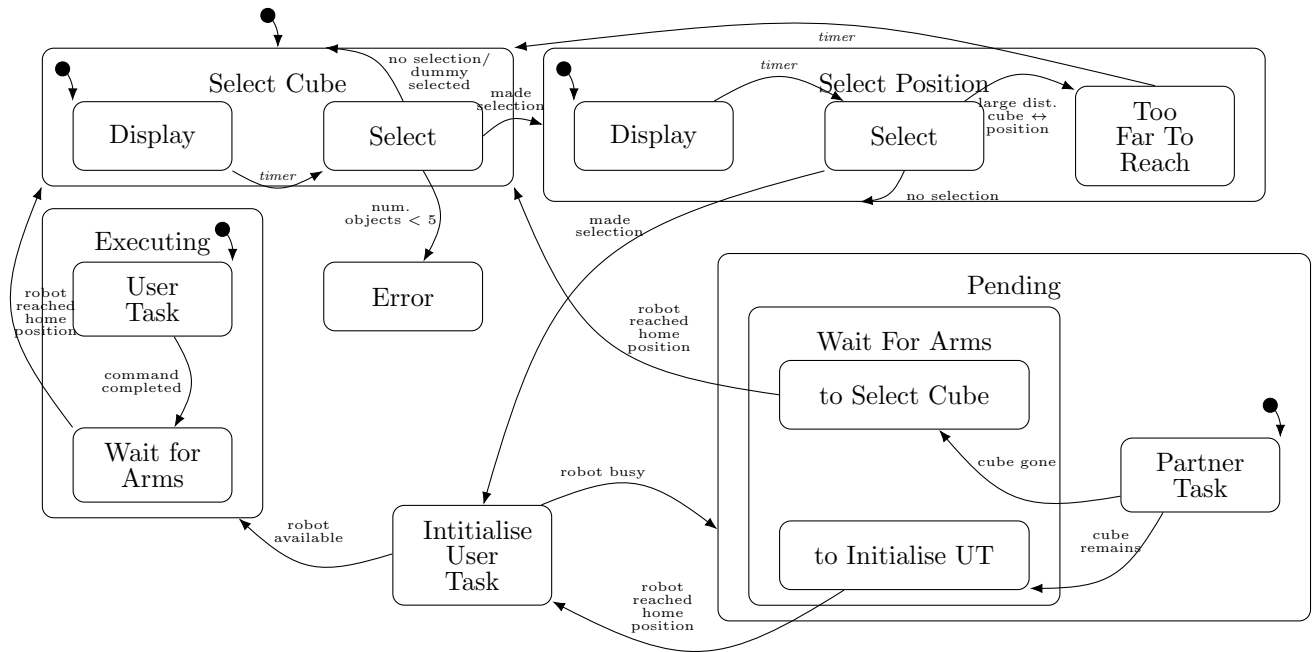 timer
no selection/
dummy
selected
Select Cube
Select Position
timer
made
selection
large dist.
cube ↔
position
Too
Far To
Reach
Display
Select
Display
Select
timer
no selection
num.
objects < 5
made
selection
Executing
User
Task
Error
Pending
robot
reached
home
position
robot
reached
home
position
Wait For Arms
command
completed
to Select Cube
Wait for
Arms
cube gone
Partner
Task
robot busy
robot
available
Intitialise
User
Task
cube
remains
to Initialise UT
robot
reached
home
position